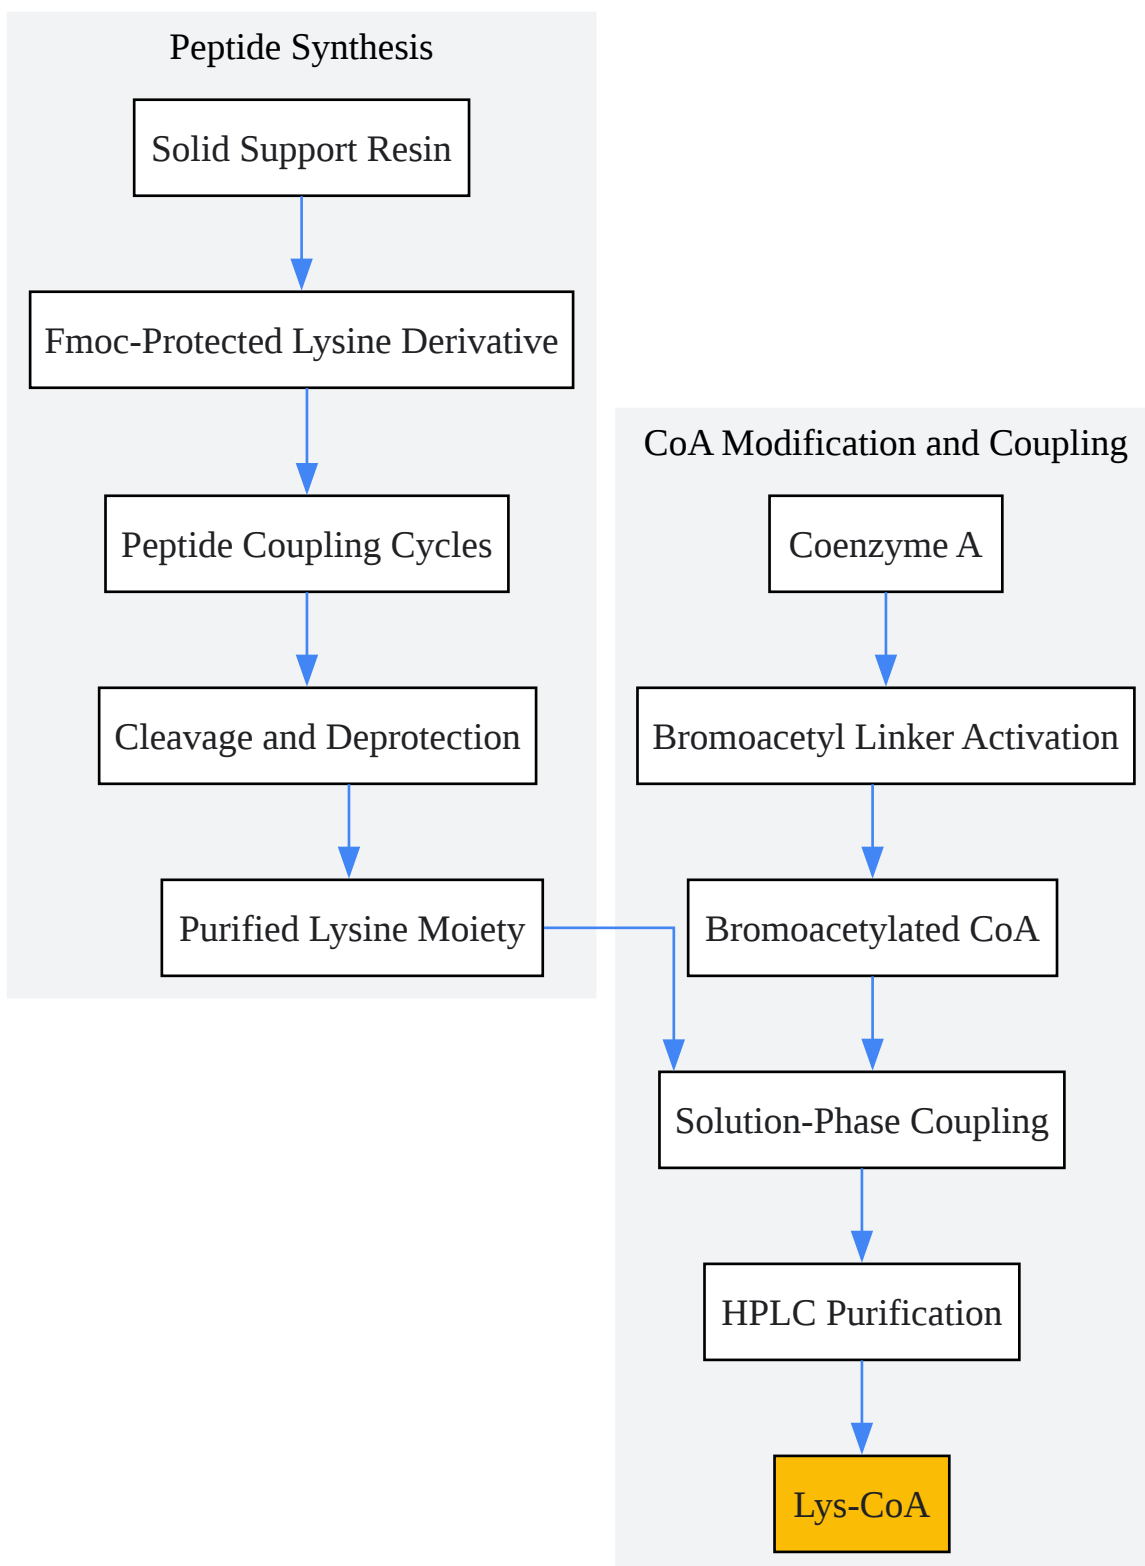 Peptide Synthesis
Solid Support Resin
Fmoc-Protected Lysine Derivative
Peptide Coupling Cycles
Cleavage and Deprotection
Purified Lysine Moiety
CoA Modification and Coupling
Coenzyme A
Bromoacetyl Linker Activation
Bromoacetylated CoA
Solution-Phase Coupling
HPLC Purification
Lys-CoA